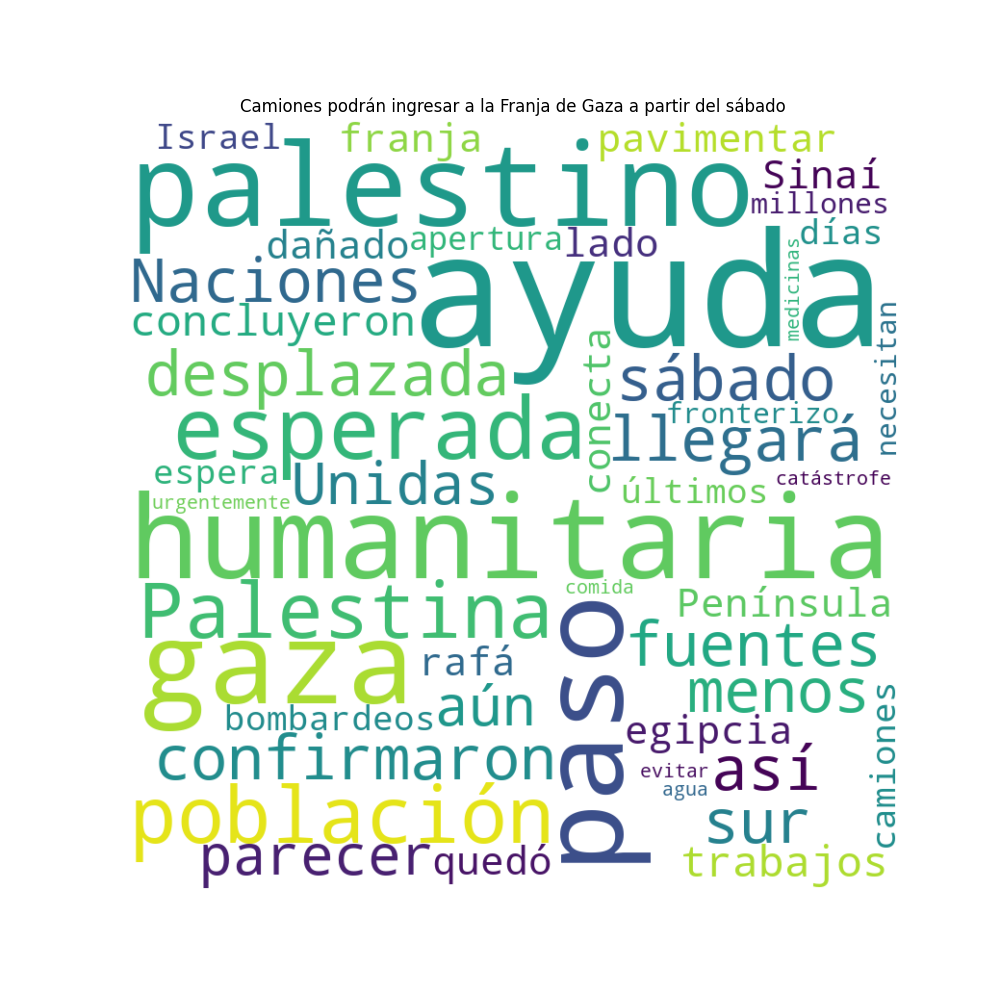 Camiones podrán ingresar a la Franja de Gaza a partir del sábado
Israel
franja
pavimentar
palestino
Sinaí
millones
dañado
apertura
lado
días
Naciones
ayuda
medicinas
concluyeron
necesitan
desplazada
conecta
sábado
esperada
fronterizo
llegará
espera
Unidas
últimos
catástrofe
urgentemente
humanitaria
Palestina
comida
Península
paso
fuentes
gaza
rafá
menos
bombardeos
aún
egipcia
camiones
confirmaron
evitar
así
agua
población
sur
parecer
quedó
trabajos